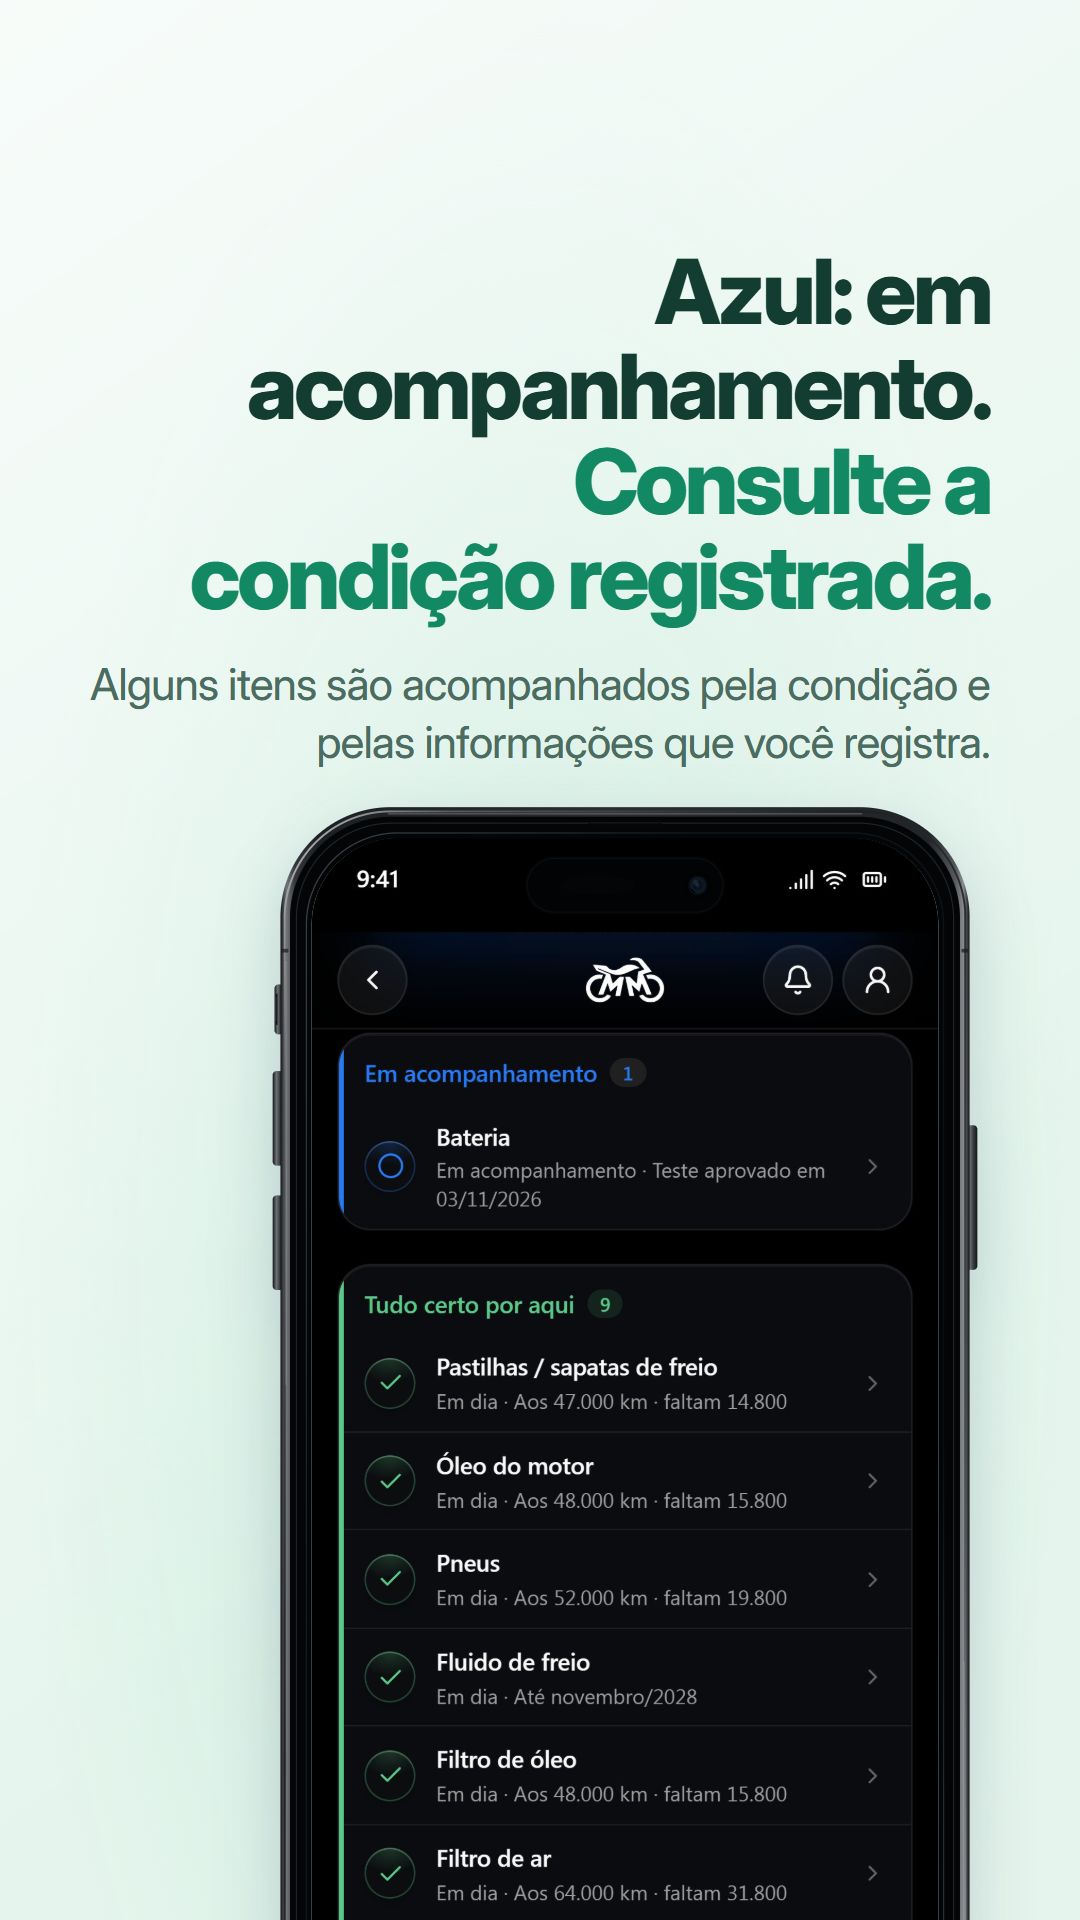 Azul: em
acompanhamento.
Consulte a
condição registrada.
Alguns itens são acompanhados pela condição e
pelas informações que você registra.
9:41
MM
Em acompanhamento 1
Bateria
Em acompanhamento · Teste aprovado em
03/11/2026
Tudo certo por aqui 9
Pastilhas / sapatas de freio
Em dia · Aos 47.000 km · faltam 14.800
Óleo do motor
Em dia · Aos 48.000 km · faltam 15.800
Pneus
Em dia · Aos 52.000 km · faltam 19.800
Fluido de freio
Em dia · Até novembro/2028
Filtro de óleo
Em dia · Aos 48.000 km · faltam 15.800
Filtro de ar
Em dia · Aos 64.000 km · faltam 31.800